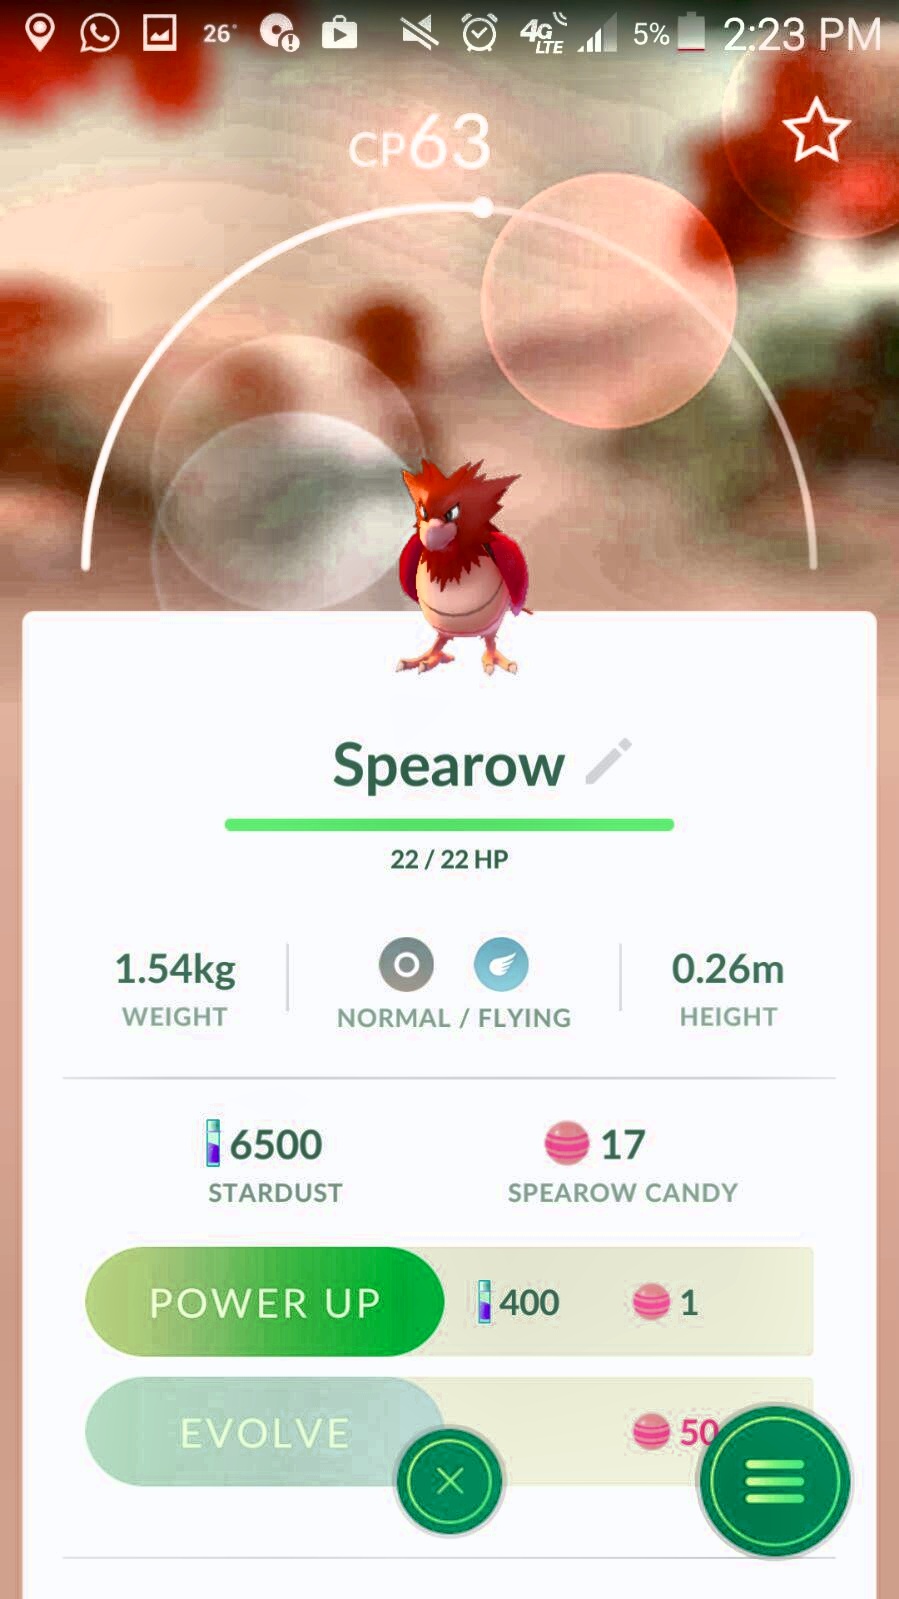 26° 4G LTE 5% 2:23 PM
CP63
Spearow
22 / 22 HP
1.54kg NORMAL / FLYING 0.26m
WEIGHT HEIGHT
6500 17
STARDUST SPEAROW CANDY
POWER UP 400 1
EVOLVE 50